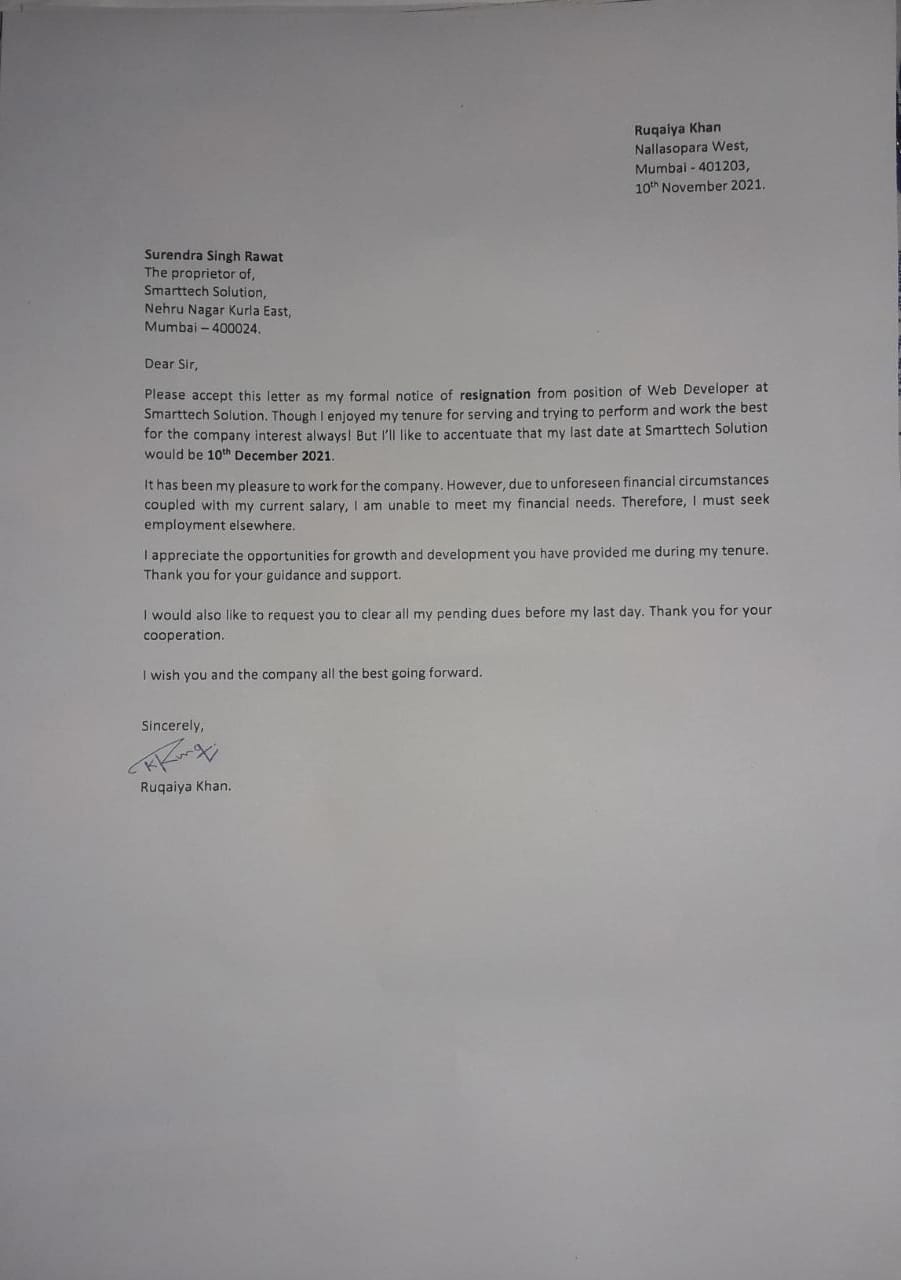 Ruqaiya Khan
Nallasopara West,
Mumbai - 401203,
10th November 2021.
Surendra Singh Rawat
The proprietor of,
Smarttech Solution,
Nehru Nagar Kurla East,
Mumbai – 400024.
Dear Sir,
Please accept this letter as my formal notice of resignation from position of Web Developer at
Smarttech Solution. Though I enjoyed my tenure for serving and trying to perform and work the best
for the company interest always! But I'll like to accentuate that my last date at Smarttech Solution
would be 10th December 2021.
It has been my pleasure to work for the company. However, due to unforeseen financial circumstances
coupled with my current salary, I am unable to meet my financial needs. Therefore, I must seek
employment elsewhere.
I appreciate the opportunities for growth and development you have provided me during my tenure.
Thank you for your guidance and support.
I would also like to request you to clear all my pending dues before my last day. Thank you for your
cooperation.
I wish you and the company all the best going forward.
Sincerely,
Ruqaiya Khan.